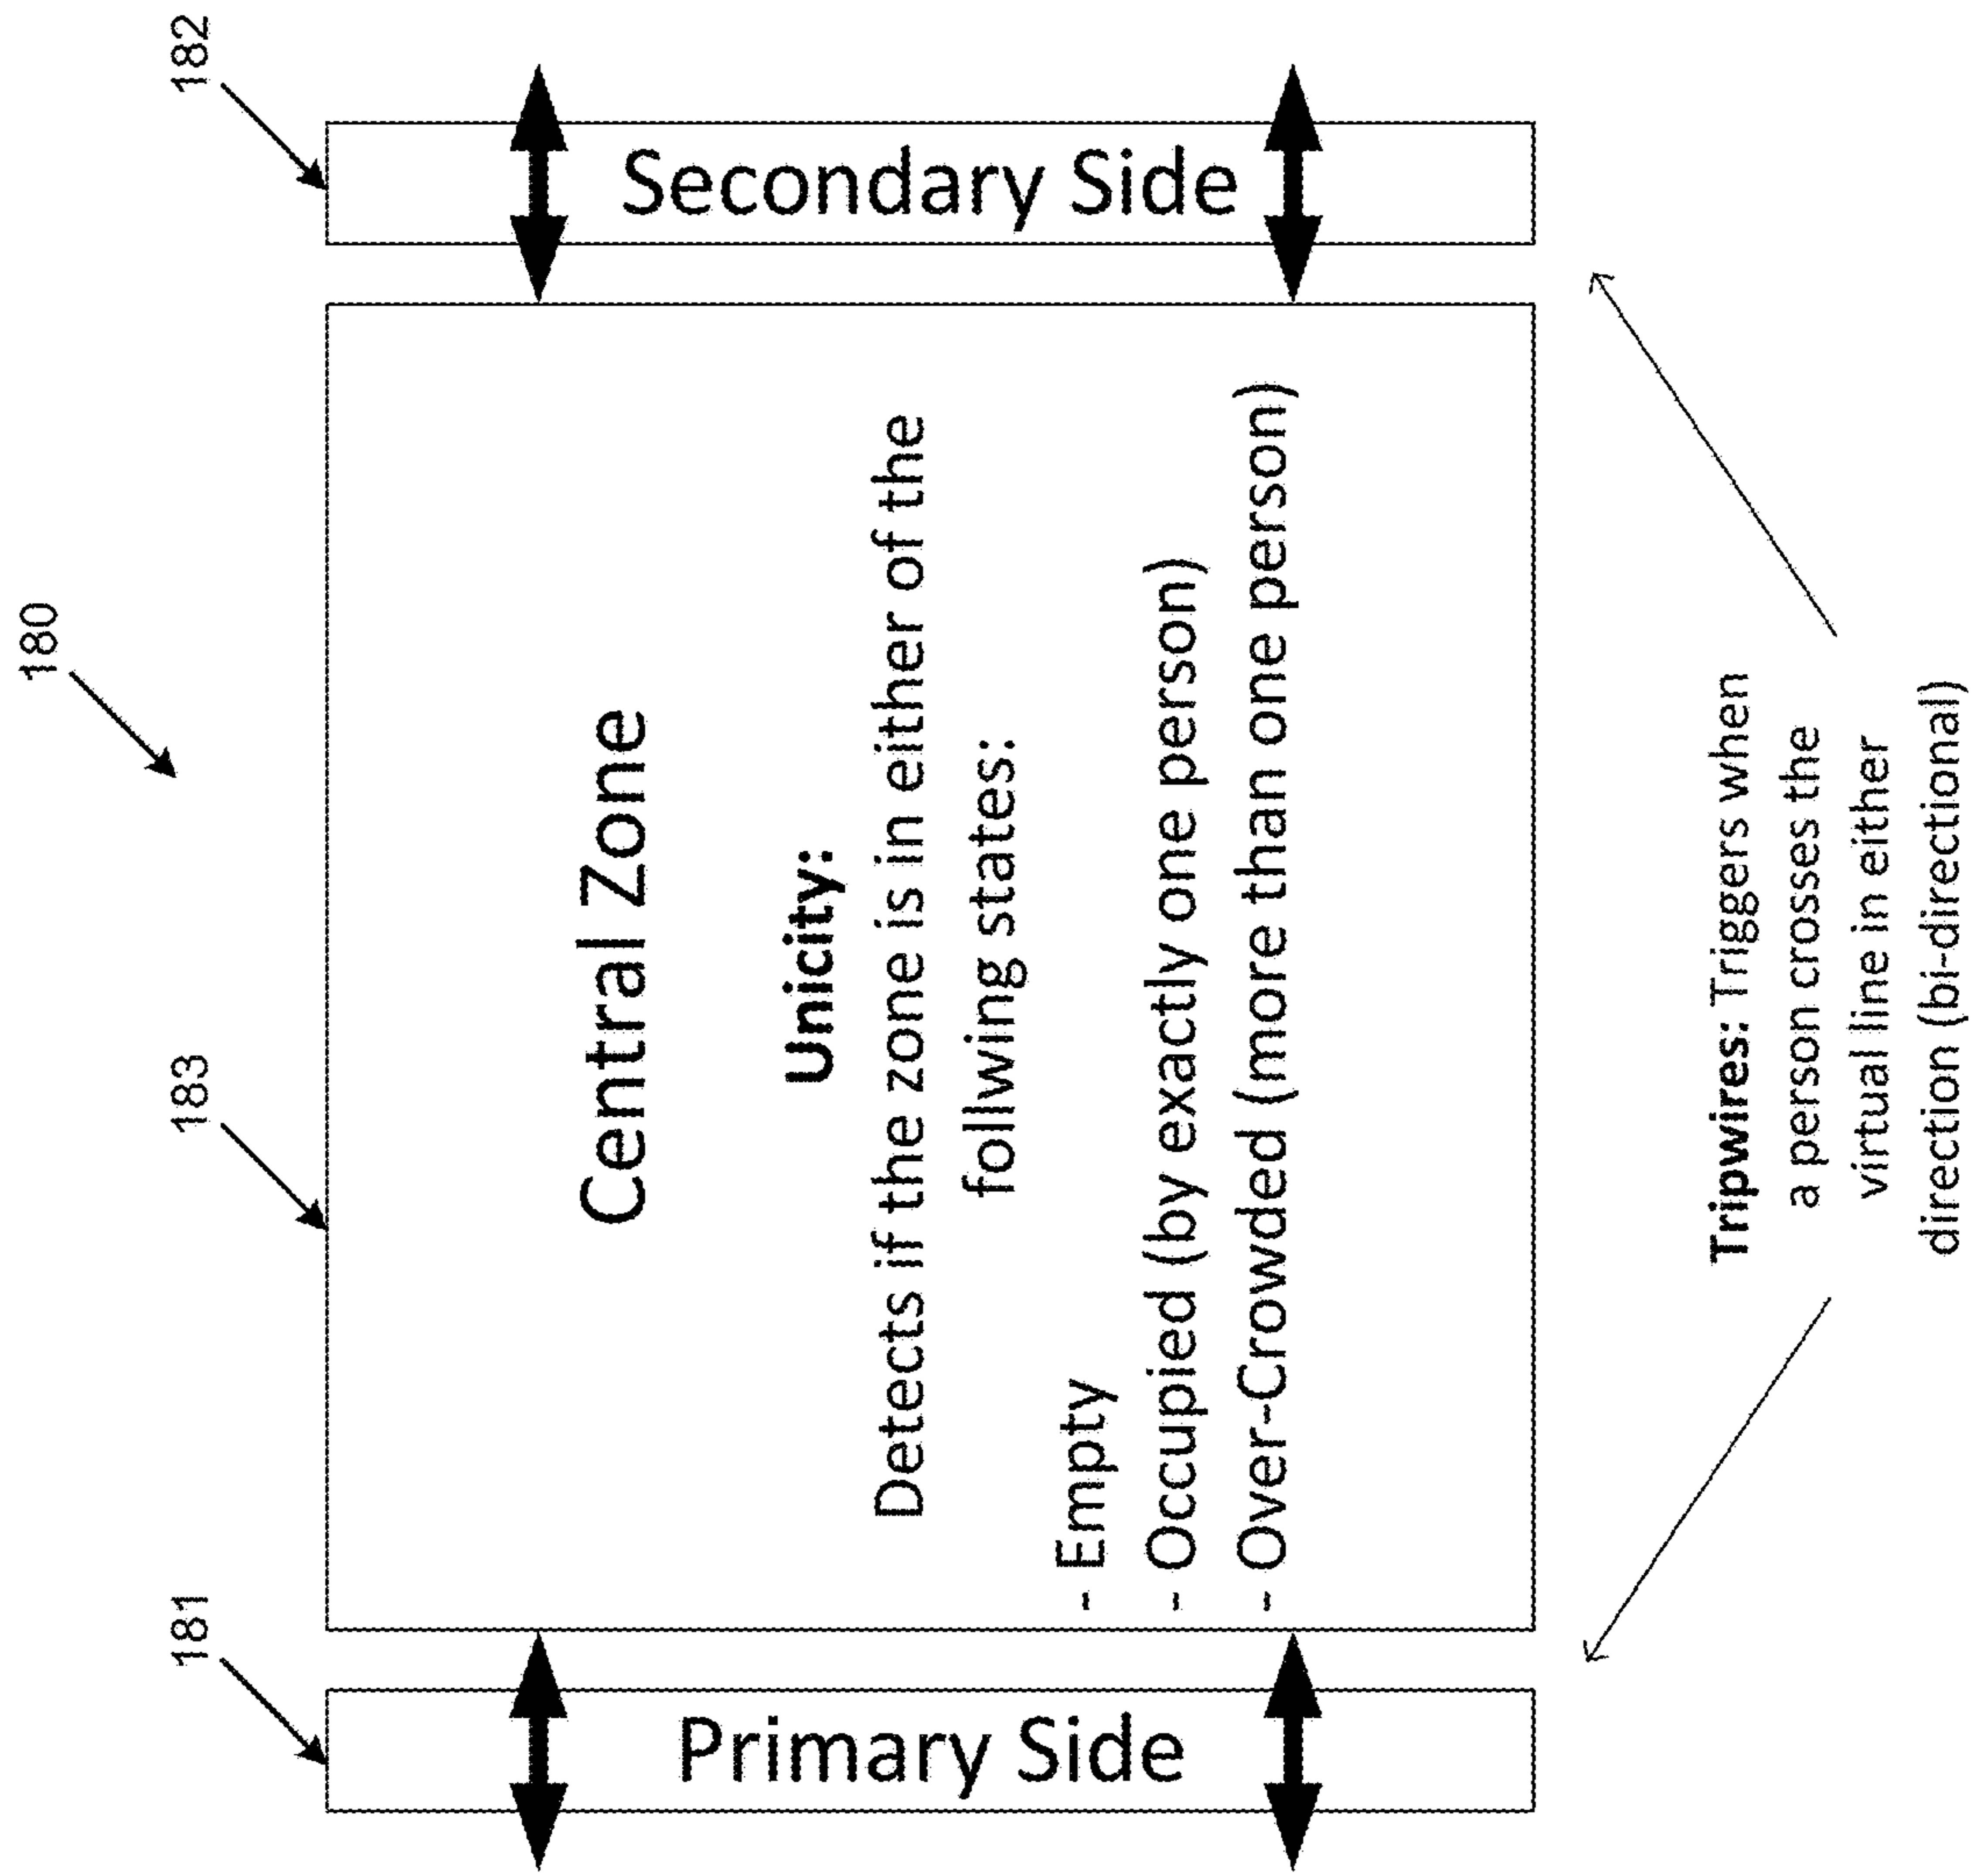 180
181
183
182
Primary Side
Central Zone
Unicity:
Detects if the zone is in either of the
following states:
- Empty
- Occupied (by exactly one person)
- Over-Crowded (more than one person)
Secondary Side
Tripwires: Triggers when
a person crosses the
virtual line in either
direction (bi-directional)